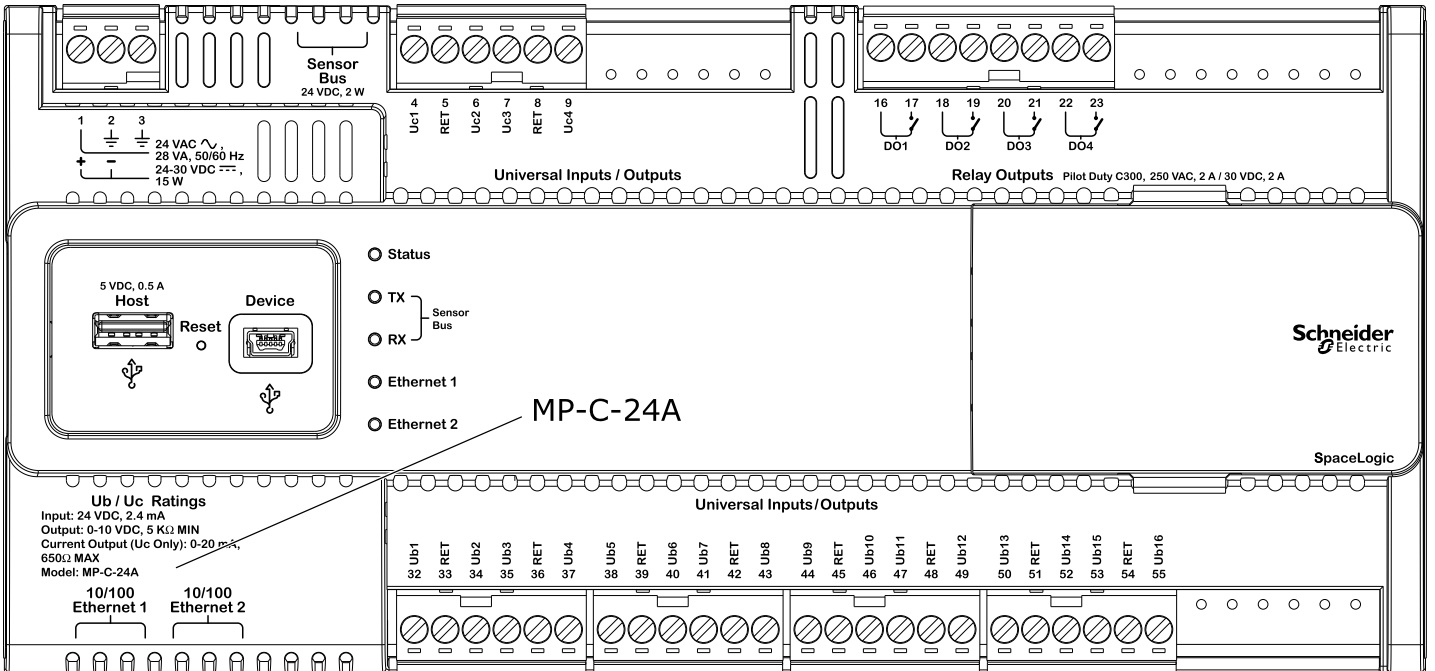 Sensor
Bus
24 VDC, 2 W
1 2 3
24 VAC ,
28 VA, 50/60 Hz
24-30 VDC ,
15 W
+ −
4 5 6 7 8 9
Uc1 RET Uc2 Uc3 RET Uc4
Universal Inputs / Outputs
16 17 18 19 20 21 22 23
DO1 DO2 DO3 DO4
Relay Outputs Pilot Duty C300, 250 VAC, 2 A / 30 VDC, 2 A
5 VDC, 0.5 A
Host
Reset
Device
Status
TX
RX
Sensor
Bus
Ethernet 1
Ethernet 2
MP-C-24A
Schneider
Electric
SpaceLogic
Ub / Uc Ratings
Input: 24 VDC, 2.4 mA
Output: 0-10 VDC, 5 KΩ MIN
Current Output (Uc Only): 0-20 mA,
650Ω MAX
Model: MP-C-24A
10/100
Ethernet 1
10/100
Ethernet 2
Universal Inputs/Outputs
Ub1 RET Ub2 Ub3 RET Ub4 Ub5 RET Ub6 Ub7 RET Ub8 Ub9 RET Ub10 Ub11 RET Ub12 Ub13 RET Ub14 Ub15 RET Ub16
32 33 34 35 36 37 38 39 40 41 42 43 44 45 46 47 48 49 50 51 52 53 54 55